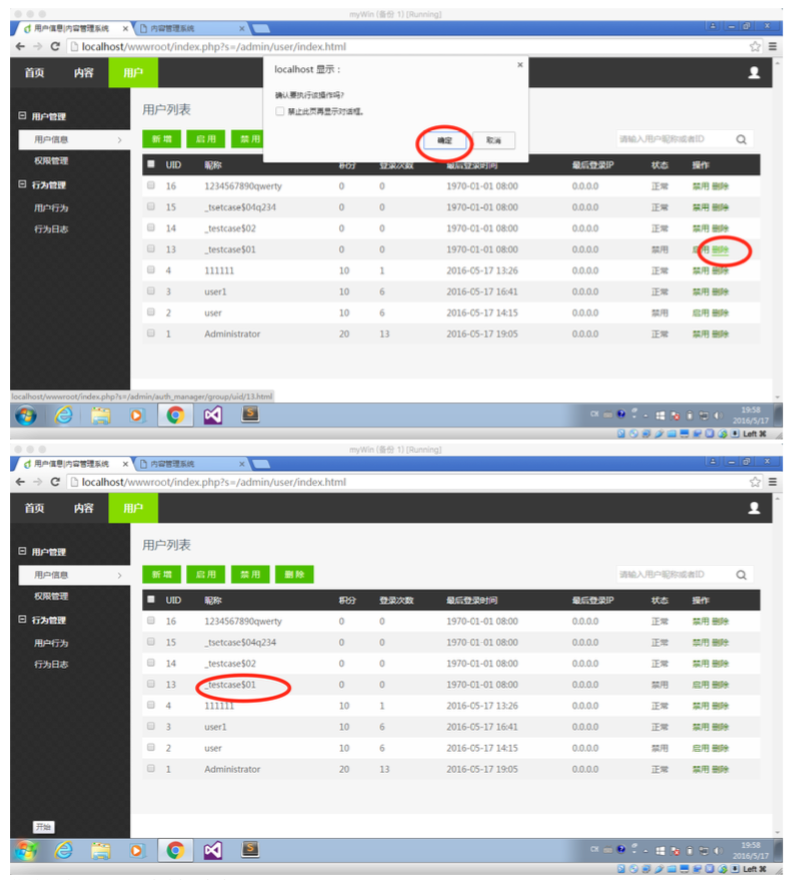 myWin (备份 1) [Running]
用户信息|内容管理系统 × 内容管理系统 ×
localhost/wwwroot/index.php?s=/admin/user/index.html
首页 内容 用户
localhost 显示： ×
确认要执行该操作吗?
禁止此页再显示对话框。
确定 取消
用户管理
用户信息
权限管理
行为管理
用户行为
行为日志
用户列表
新增 启用 禁用
请输入用户昵称或者ID
UID 昵称 积分 登录次数 最后登录时间 最后登录IP 状态 操作
16 1234567890qwerty 0 0 1970-01-01 08:00 0.0.0.0 正常 禁用 删除
15 _tsetcase$04q234 0 0 1970-01-01 08:00 0.0.0.0 正常 禁用 删除
14 _testcase$02 0 0 1970-01-01 08:00 0.0.0.0 正常 禁用 删除
13 _testcase$01 0 0 1970-01-01 08:00 0.0.0.0 禁用 启用 删除
4 111111 10 1 2016-05-17 13:26 0.0.0.0 正常 禁用 删除
3 user1 10 6 2016-05-17 16:41 0.0.0.0 正常 禁用 删除
2 user 10 6 2016-05-17 14:15 0.0.0.0 禁用 启用 删除
1 Administrator 20 13 2016-05-17 19:05 0.0.0.0 正常 禁用 删除
localhost/wwwroot/index.php?s=/admin/auth_manager/group/uid/13.html
CH 19:58
2016/5/17
Left ⌘
myWin (备份 1) [Running]
用户信息|内容管理系统 × 内容管理系统 ×
localhost/wwwroot/index.php?s=/admin/user/index.html
首页 内容 用户
用户管理
用户信息
权限管理
行为管理
用户行为
行为日志
用户列表
新增 启用 禁用 删除
请输入用户昵称或者ID
UID 昵称 积分 登录次数 最后登录时间 最后登录IP 状态 操作
16 1234567890qwerty 0 0 1970-01-01 08:00 0.0.0.0 正常 禁用 删除
15 _tsetcase$04q234 0 0 1970-01-01 08:00 0.0.0.0 正常 禁用 删除
14 _testcase$02 0 0 1970-01-01 08:00 0.0.0.0 正常 禁用 删除
13 _testcase$01 0 0 1970-01-01 08:00 0.0.0.0 禁用 启用 删除
4 111111 10 1 2016-05-17 13:26 0.0.0.0 正常 禁用 删除
3 user1 10 6 2016-05-17 16:41 0.0.0.0 正常 禁用 删除
2 user 10 6 2016-05-17 14:15 0.0.0.0 禁用 启用 删除
1 Administrator 20 13 2016-05-17 19:05 0.0.0.0 正常 禁用 删除
开始
CH 19:58
2016/5/17
Left ⌘